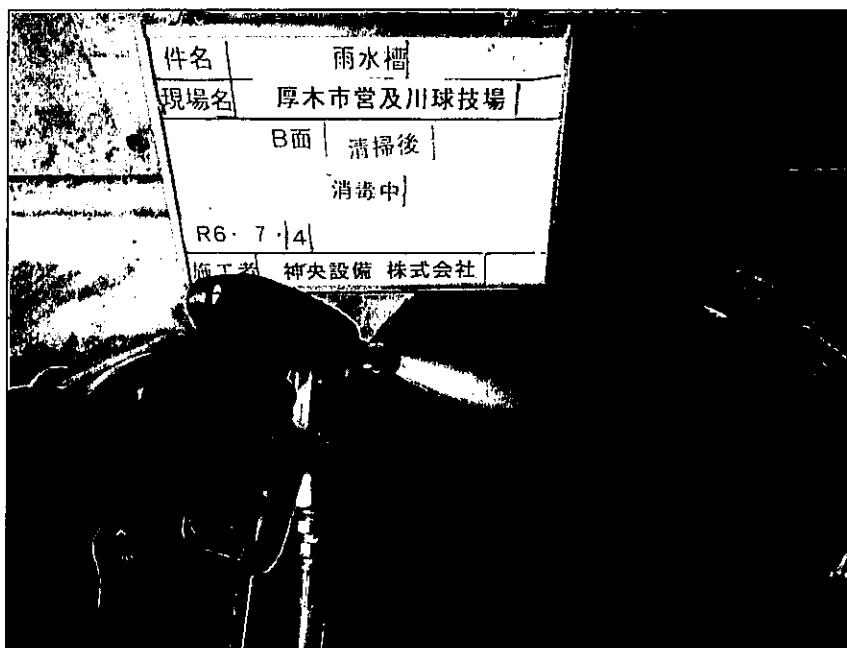 件名 雨水槽
現場名 厚木市営及川球技場
B面 清掃後
消毒中
R6・7・4
施工者 神央設備 株式会社